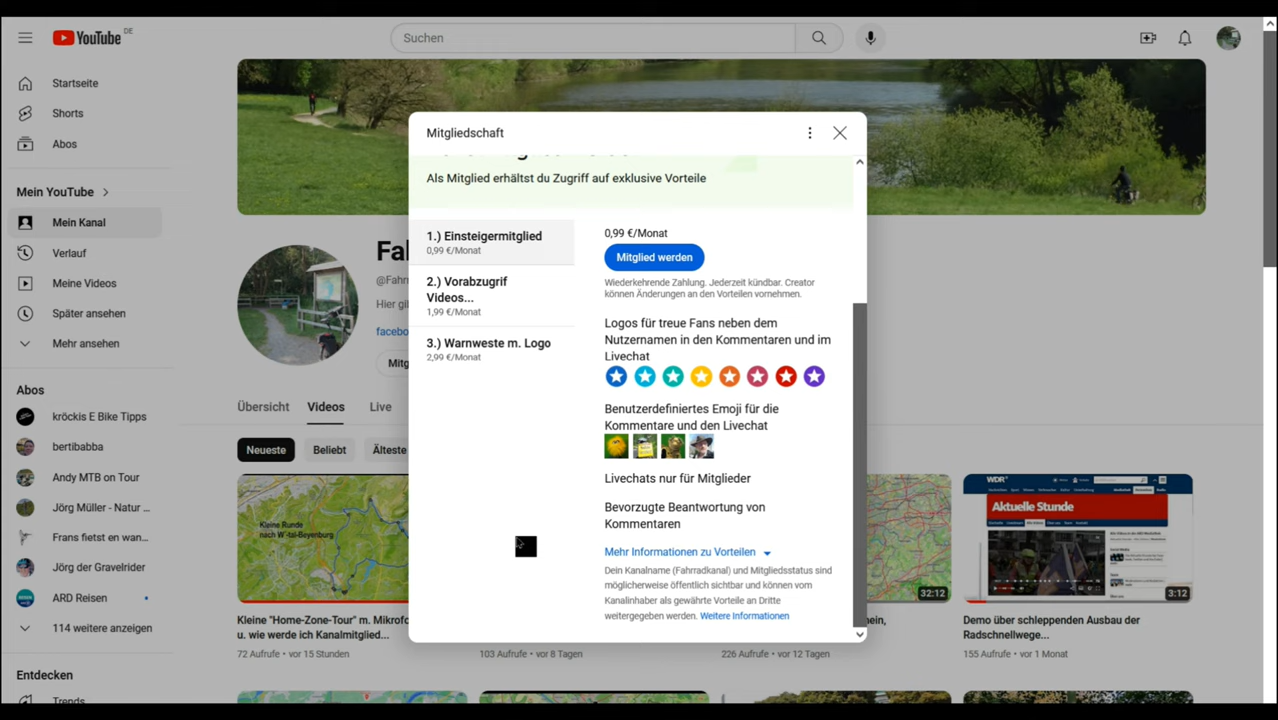 YouTube DE
Suchen
Startseite
Shorts
Abos
Mein YouTube
Mein Kanal
Verlauf
Meine Videos
Später ansehen
Mehr ansehen
Abos
kröckis E Bike Tipps
bertibabba
Andy MTB on Tour
Jörg Müller - Natur ...
Frans fietst en wan...
Jörg der Gravelrider
ARD Reisen
114 weitere anzeigen
Entdecken
Trends
Fa
@Fahrr
Hier gi
facebo
Mitg
Übersicht
Videos
Live
Neueste
Beliebt
Älteste
Mitgliedschaft
Als Mitglied erhältst du Zugriff auf exklusive Vorteile
1.) Einsteigermitglied
0,99 €/Monat
2.) Vorabzugrif
Videos...
1,99 €/Monat
3.) Warnweste m. Logo
2,99 €/Monat
0,99 €/Monat
Mitglied werden
Wiederkehrende Zahlung. Jederzeit kündbar. Creator
können Änderungen an den Vorteilen vornehmen.
Logos für treue Fans neben dem
Nutzernamen in den Kommentaren und im
Livechat
Benutzerdefiniertes Emoji für die
Kommentare und den Livechat
Livechats nur für Mitglieder
Bevorzugte Beantwortung von
Kommentaren
Mehr Informationen zu Vorteilen
Dein Kanalname (Fahrradkanal) und Mitgliedsstatus sind
möglicherweise öffentlich sichtbar und können vom
Kanalinhaber als gewährte Vorteile an Dritte
weitergegeben werden. Weitere Informationen
Kleine Runde
nach W -tal-Beyenburg
Kleine "Home-Zone-Tour" m. Mikrofo
u. wie werde ich Kanalmitglied...
72 Aufrufe • vor 15 Stunden
103 Aufrufe • vor 8 Tagen
32:12
ein,
226 Aufrufe • vor 12 Tagen
WDR
Aktuelle Stunde
3:12
Demo über schleppenden Ausbau der
Radschnellwege...
155 Aufrufe • vor 1 Monat